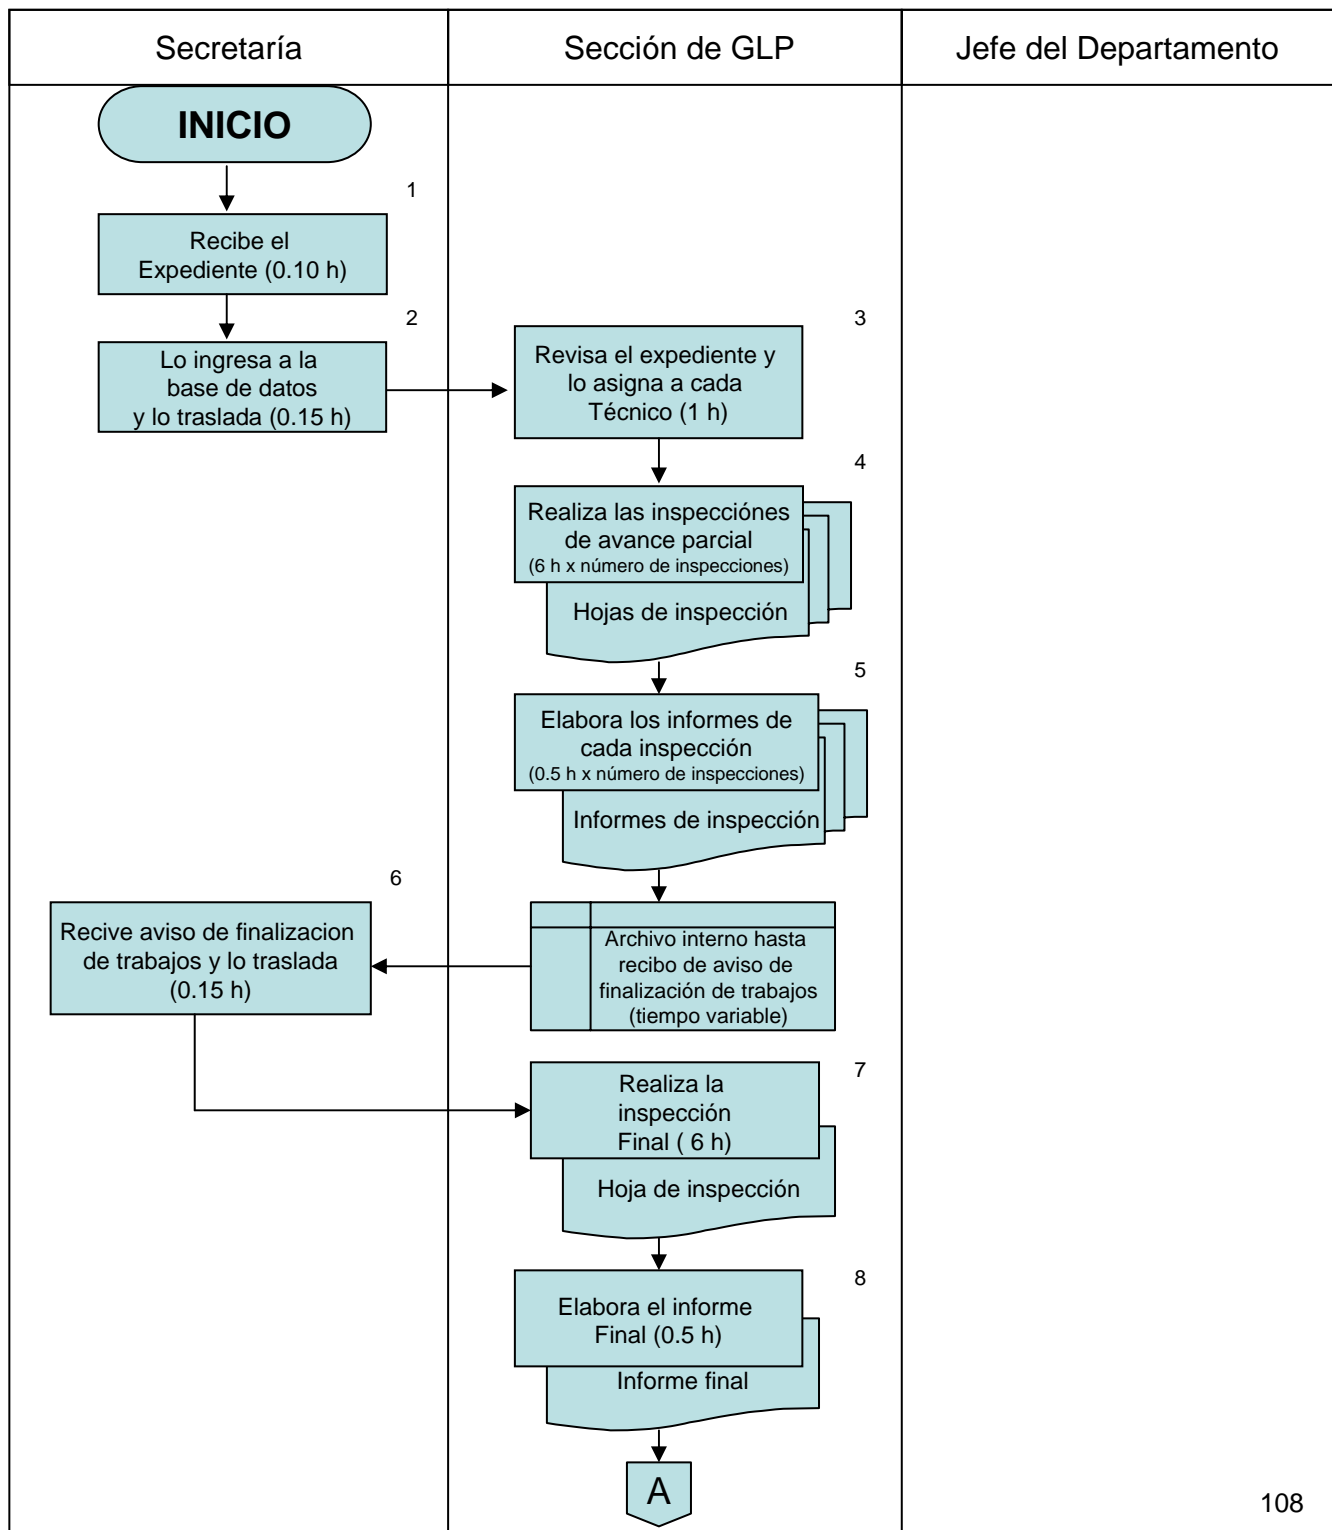 Secretaría
Sección de GLP
Jefe del Departamento
INICIO
1
Recibe el
Expediente (0.10 h)
2
Lo ingresa a la
base de datos
y lo traslada (0.15 h)
3
Revisa el expediente y
lo asigna a cada
Técnico (1 h)
4
Realiza las inspecciónes
de avance parcial
(6 h x número de inspecciones)
Hojas de inspección
5
Elabora los informes de
cada inspección
(0.5 h x número de inspecciones)
Informes de inspección
Archivo interno hasta
recibo de aviso de
finalización de trabajos
(tiempo variable)
6
Recive aviso de finalizacion
de trabajos y lo traslada
(0.15 h)
7
Realiza la
inspección
Final ( 6 h)
Hoja de inspección
8
Elabora el informe
Final (0.5 h)
Informe final
A
108